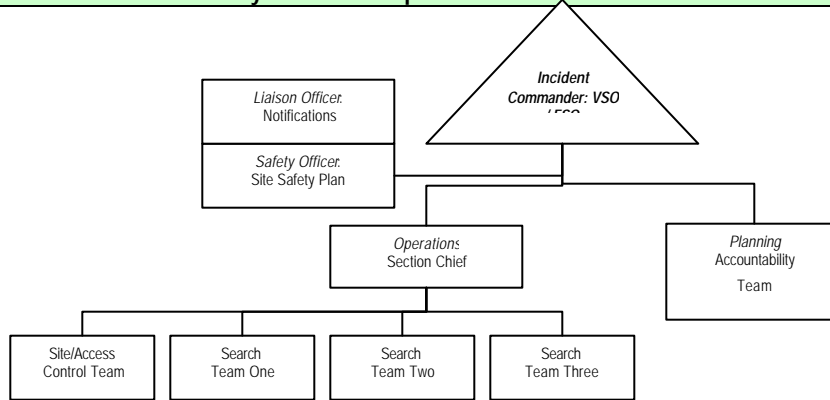 Incident
Commander: VSO
Liaison Officer:
Notifications
Safety Officer:
Site Safety Plan
Operations
Section Chief
Planning
Accountability
Team
Site/Access
Control Team
Search
Team One
Search
Team Two
Search
Team Three